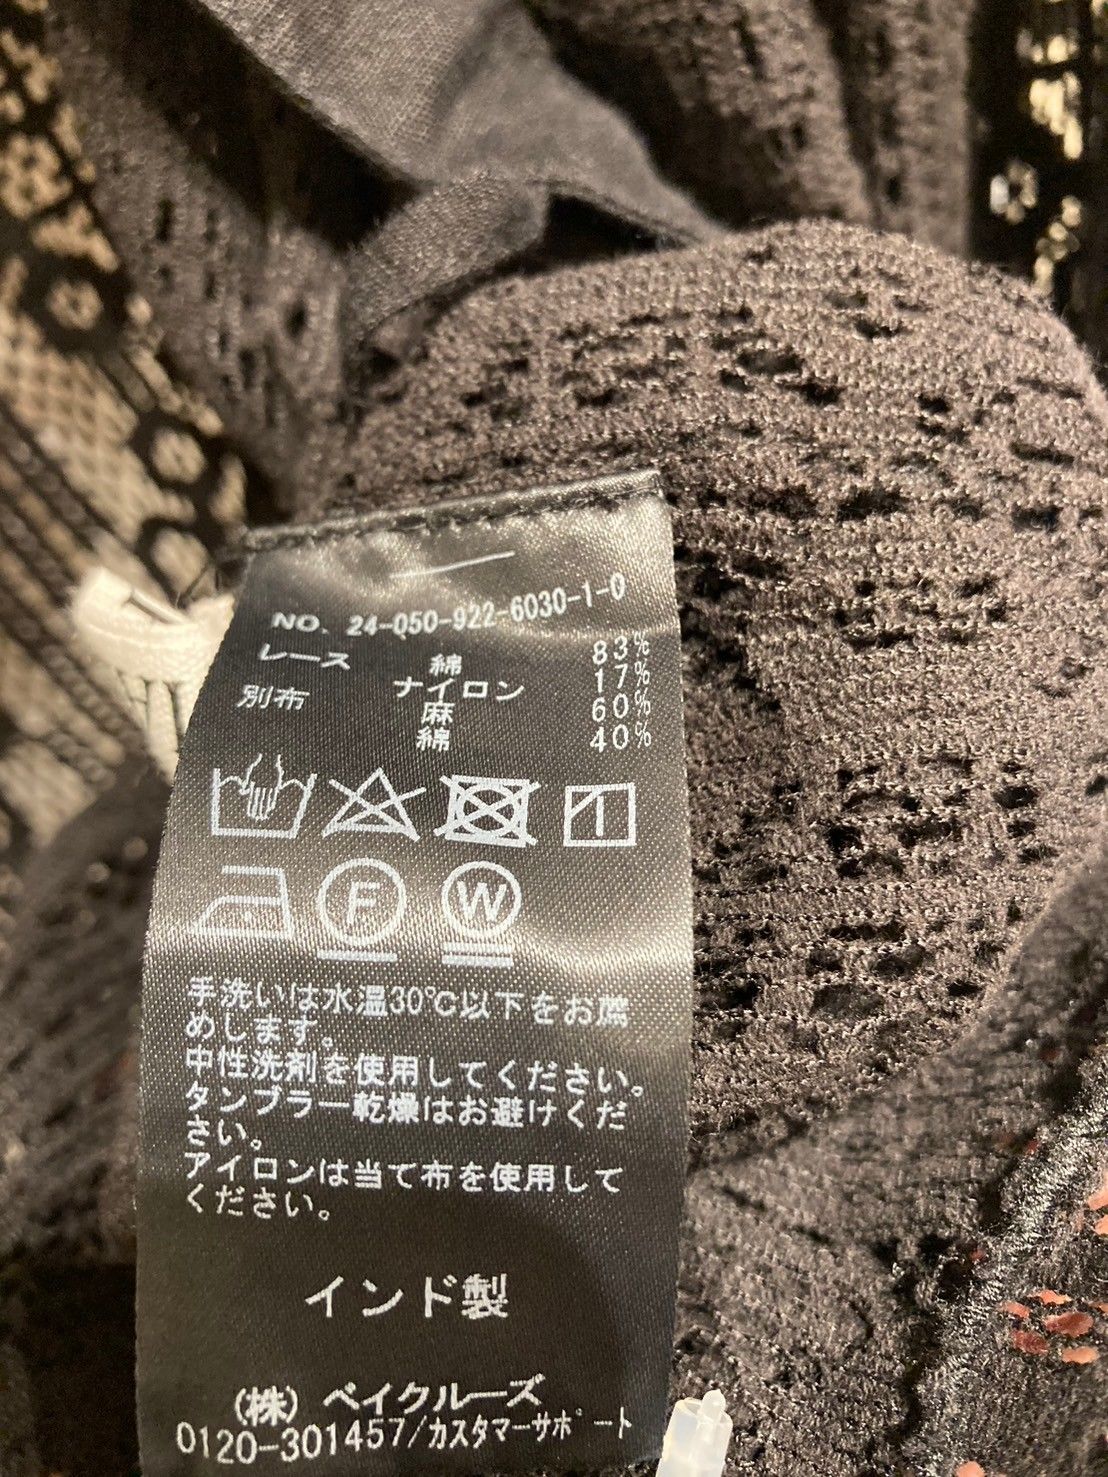 NO. 24-050-922-6030-1-0
レース 綿 83%
ナイロン 17%
別布 麻 60%
綿 40%
F W
手洗いは水温30℃以下をお薦
めします。
中性洗剤を使用してください。
タンブラー乾燥はお避けくだ
さい。
アイロンは当て布を使用して
ください。
インド製
(株) ベイクルーズ
0120-301457/カスタマーサポート